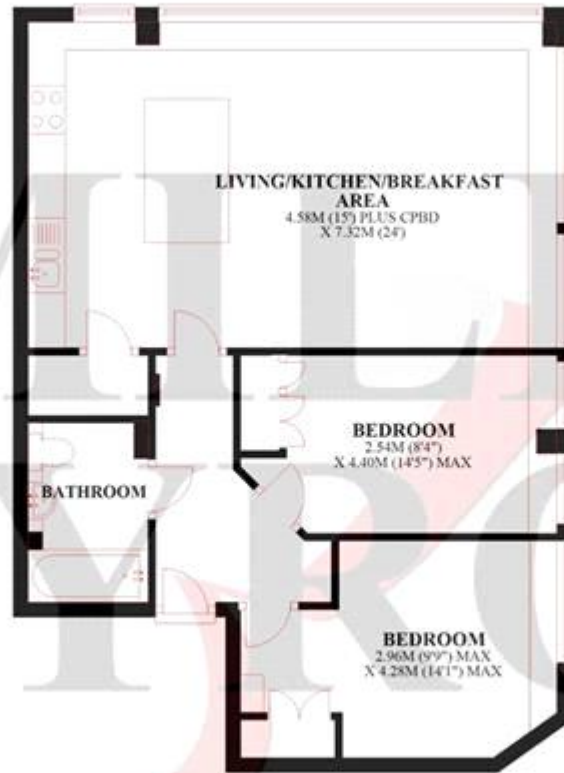 LIVING/KITCHEN/BREAKFAST
AREA
4.58M (15') PLUS CPBD
X 7.32M (24')
BEDROOM
2.54M (8'4")
X 4.40M (14'5") MAX
BATHROOM
BEDROOM
2.96M (9'9") MAX
X 4.28M (14'1") MAX